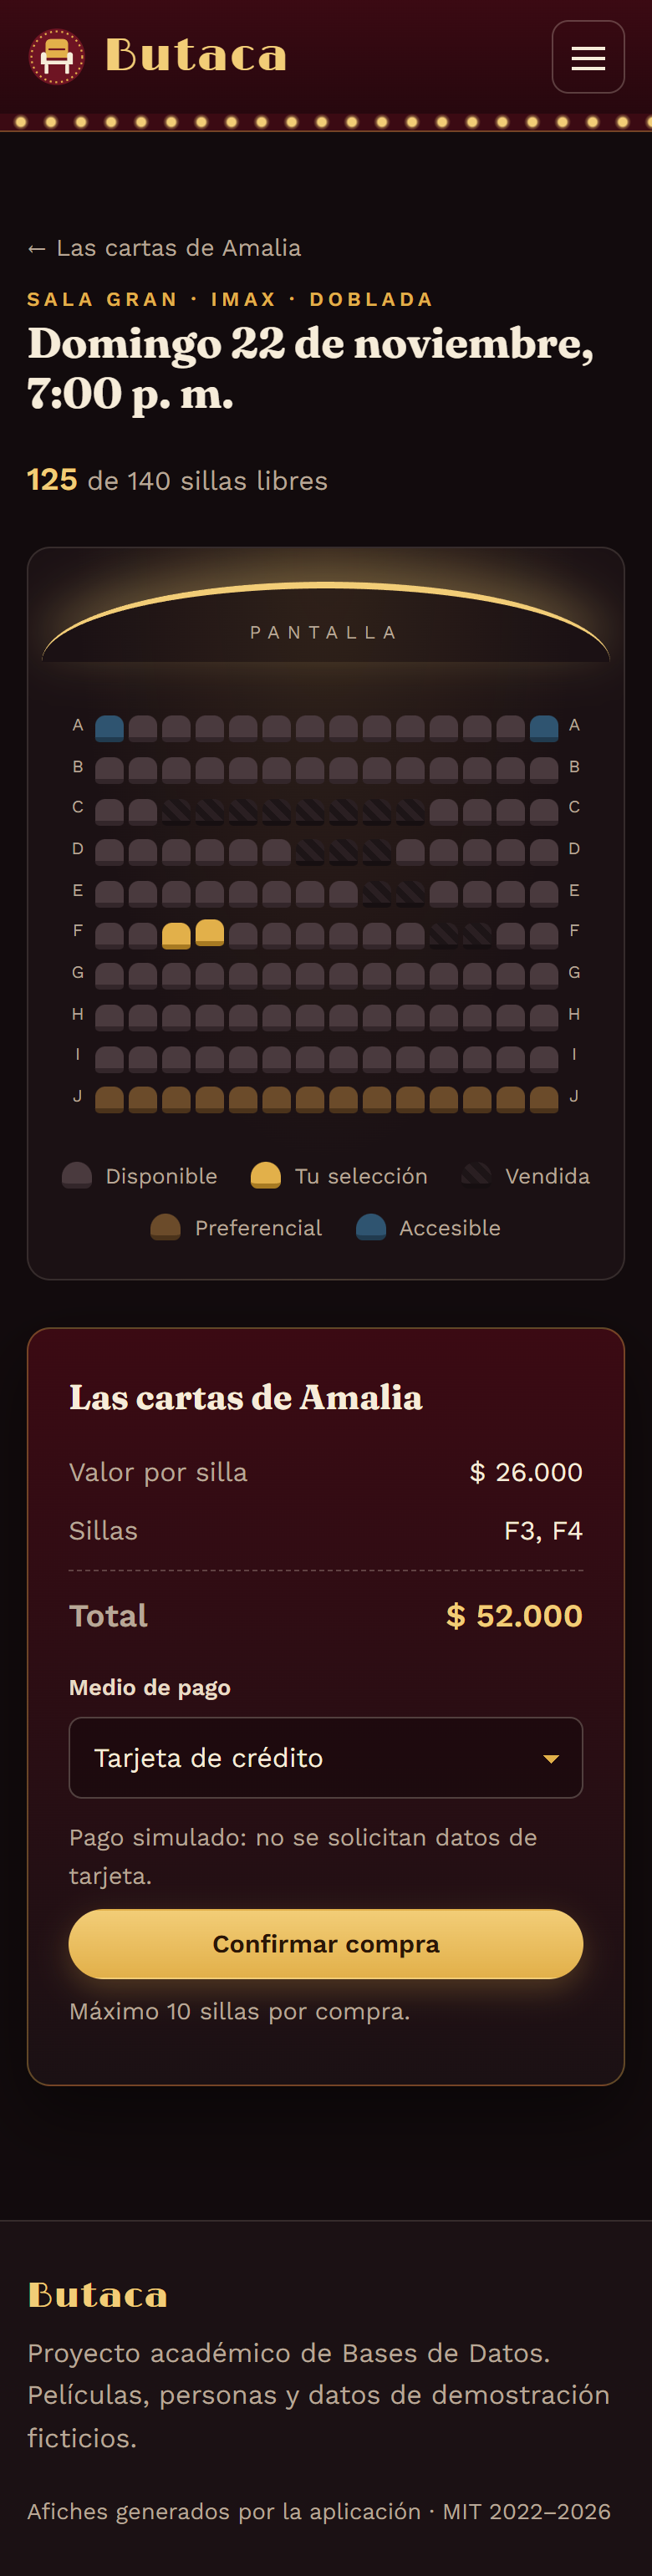 Butaca
← Las cartas de Amalia
SALA GRAN · IMAX · DOBLADA
Domingo 22 de noviembre,
7:00 p. m.
125 de 140 sillas libres
PANTALLA
A A
B B
C C
D D
E E
F F
G G
H H
I I
J J
Disponible Tu selección Vendida
Preferencial Accesible
Las cartas de Amalia
Valor por silla $ 26.000
Sillas F3, F4
Total $ 52.000
Medio de pago
Tarjeta de crédito
Pago simulado: no se solicitan datos de
tarjeta.
Confirmar compra
Máximo 10 sillas por compra.
Butaca
Proyecto académico de Bases de Datos.
Películas, personas y datos de demostración
ficticios.
Afiches generados por la aplicación · MIT 2022–2026